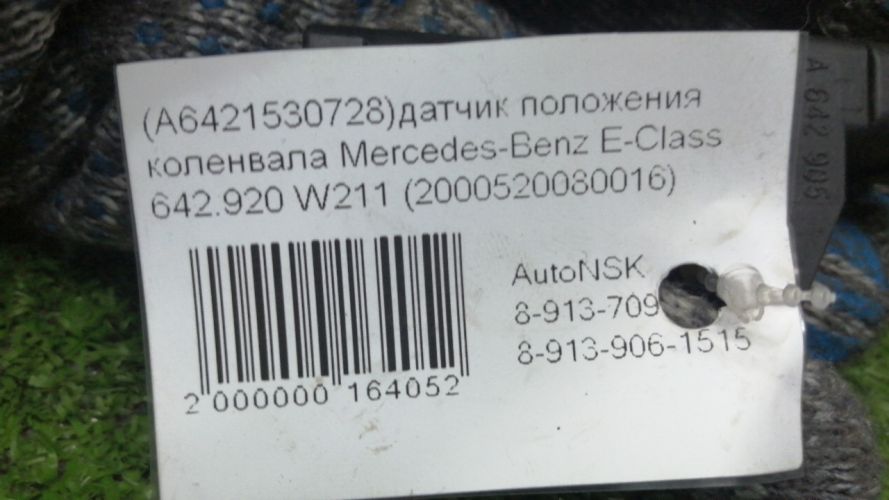 (A6421530728)датчик положения
коленвала Mercedes-Benz E-Class
642.920 W211 (2000520080016)
AutoNSK
8-913-709
8-913-906-1515
2 000000 164052
A 642 905